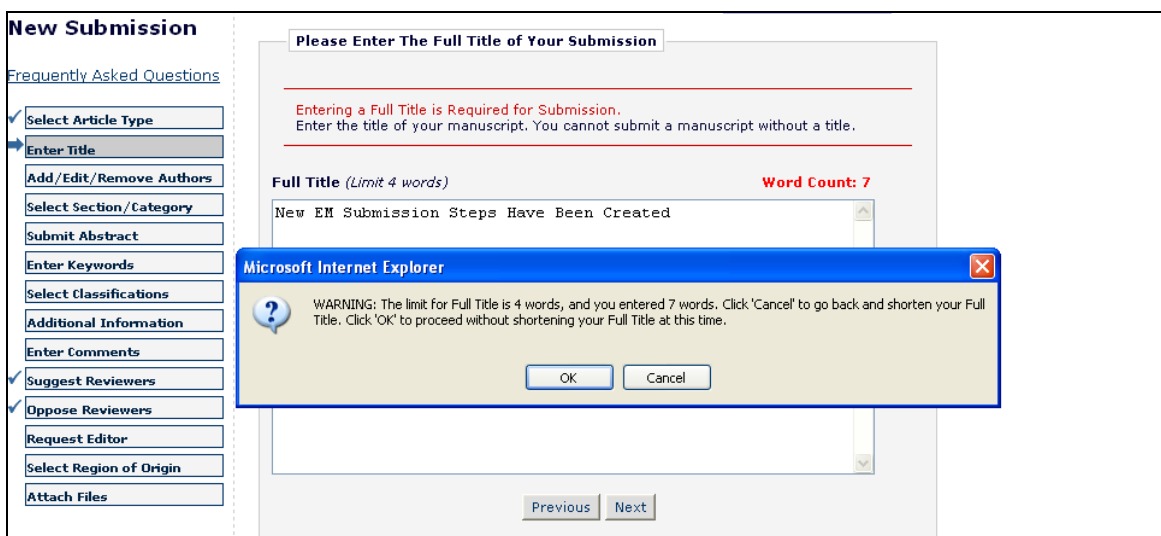 New Submission
Frequently Asked Questions
Select Article Type
Enter Title
Add/Edit/Remove Authors
Select Section/Category
Submit Abstract
Enter Keywords
Select Classifications
Additional Information
Enter Comments
Suggest Reviewers
Oppose Reviewers
Request Editor
Select Region of Origin
Attach Files
Please Enter The Full Title of Your Submission
Entering a Full Title is Required for Submission.
Enter the title of your manuscript. You cannot submit a manuscript without a title.
Full Title (Limit 4 words) Word Count: 7
New EM Submission Steps Have Been Created
Microsoft Internet Explorer
WARNING: The limit for Full Title is 4 words, and you entered 7 words. Click 'Cancel' to go back and shorten your Full
Title. Click 'OK' to proceed without shortening your Full Title at this time.
OK Cancel
Previous Next